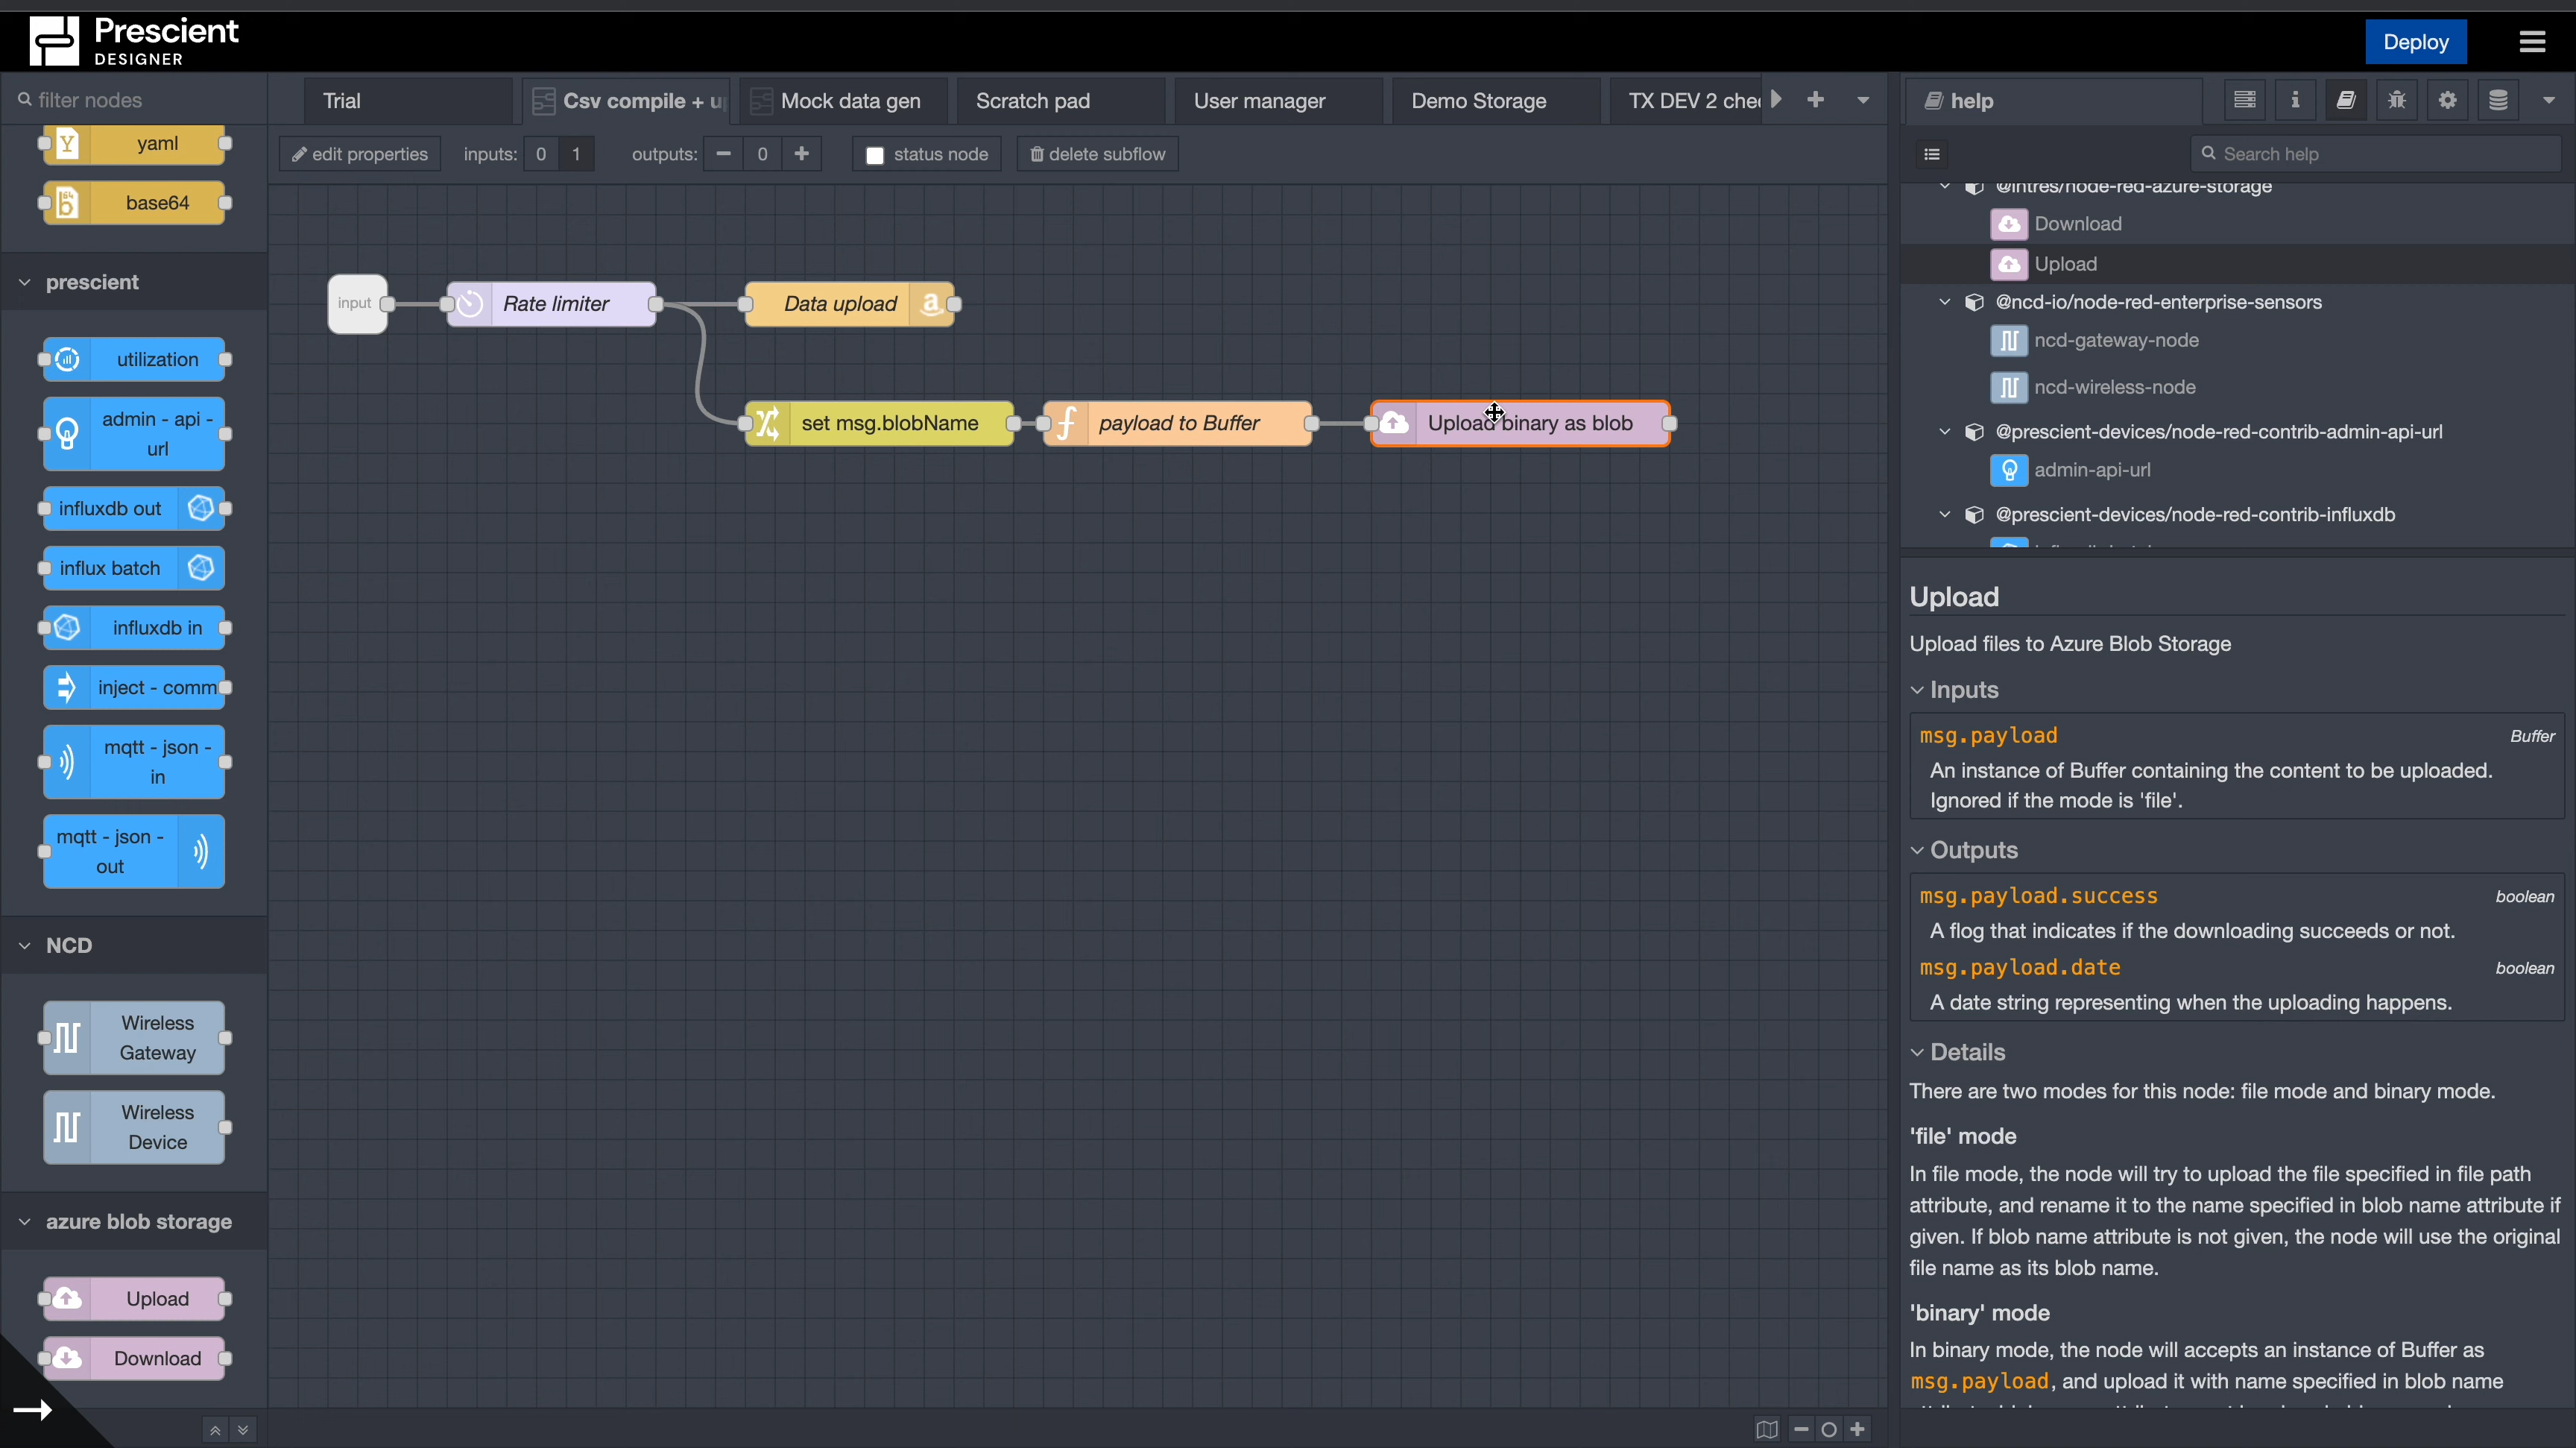 Prescient
DESIGNER
Deploy
filter nodes
Trial
Csv compile + u
Mock data gen
Scratch pad
User manager
Demo Storage
TX DEV 2 che
help
edit properties
inputs: 0 1
outputs: 0
status node
delete subflow
Search help
yaml
base64
prescient
utilization
admin - api -
url
influxdb out
influx batch
influxdb in
inject - comm
mqtt - json -
in
mqtt - json -
out
NCD
Wireless
Gateway
Wireless
Device
azure blob storage
Upload
Download
input
Rate limiter
Data upload
set msg.blobName
payload to Buffer
Upload binary as blob
@intres/node-red-azure-storage
Download
Upload
@ncd-io/node-red-enterprise-sensors
ncd-gateway-node
ncd-wireless-node
@prescient-devices/node-red-contrib-admin-api-url
admin-api-url
@prescient-devices/node-red-contrib-influxdb
Upload
Upload files to Azure Blob Storage
Inputs
msg.payload Buffer
An instance of Buffer containing the content to be uploaded.
Ignored if the mode is 'file'.
Outputs
msg.payload.success boolean
A flog that indicates if the downloading succeeds or not.
msg.payload.date boolean
A date string representing when the uploading happens.
Details
There are two modes for this node: file mode and binary mode.
'file' mode
In file mode, the node will try to upload the file specified in file path
attribute, and rename it to the name specified in blob name attribute if
given. If blob name attribute is not given, the node will use the original
file name as its blob name.
'binary' mode
In binary mode, the node will accepts an instance of Buffer as
msg.payload, and upload it with name specified in blob name